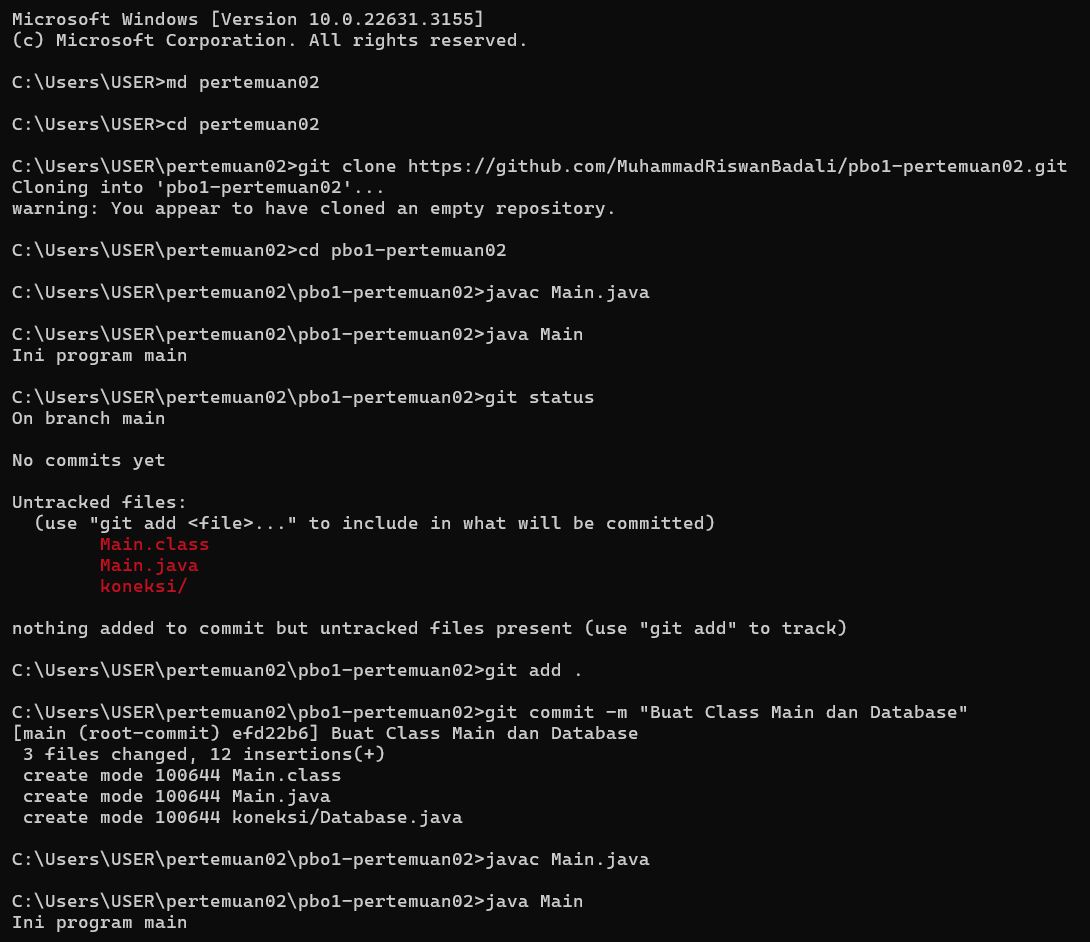 Microsoft Windows [Version 10.0.22631.3155]
(c) Microsoft Corporation. All rights reserved.
C:\Users\USER>md pertemuan02
C:\Users\USER>cd pertemuan02
C:\Users\USER\pertemuan02>git clone https://github.com/MuhammadRiswanBadali/pbo1-pertemuan02.git
Cloning into 'pbo1-pertemuan02'...
warning: You appear to have cloned an empty repository.
C:\Users\USER\pertemuan02>cd pbo1-pertemuan02
C:\Users\USER\pertemuan02\pbo1-pertemuan02>javac Main.java
C:\Users\USER\pertemuan02\pbo1-pertemuan02>java Main
Ini program main
C:\Users\USER\pertemuan02\pbo1-pertemuan02>git status
On branch main
No commits yet
Untracked files:
  (use "git add <file>..." to include in what will be committed)
        Main.class
        Main.java
        koneksi/
nothing added to commit but untracked files present (use "git add" to track)
C:\Users\USER\pertemuan02\pbo1-pertemuan02>git add .
C:\Users\USER\pertemuan02\pbo1-pertemuan02>git commit -m "Buat Class Main dan Database"
[main (root-commit) efd22b6] Buat Class Main dan Database
 3 files changed, 12 insertions(+)
 create mode 100644 Main.class
 create mode 100644 Main.java
 create mode 100644 koneksi/Database.java
C:\Users\USER\pertemuan02\pbo1-pertemuan02>javac Main.java
C:\Users\USER\pertemuan02\pbo1-pertemuan02>java Main
Ini program main